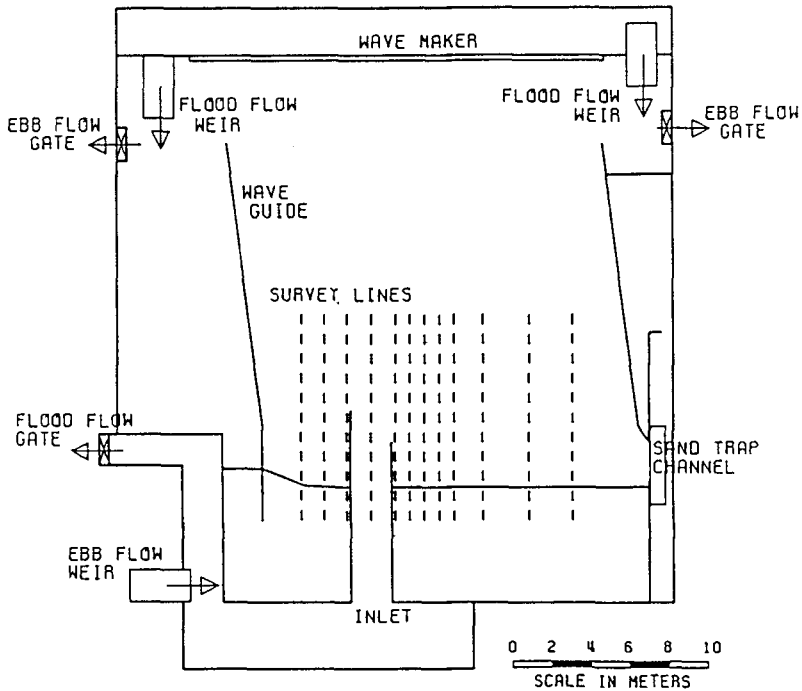 WAVE MAKER
FLOOD FLOW
WEIR
FLOOD FLOW
WEIR
EBB FLOW
GATE
EBB FLOW
GATE
WAVE
GUIDE
SURVET LINES
FLOOD FLOW
GATE
SAND TRAP
CHANNEL
EBB FLOW
WEIR
INLET
0 2 4 6 8 10
SCALE IN METERS